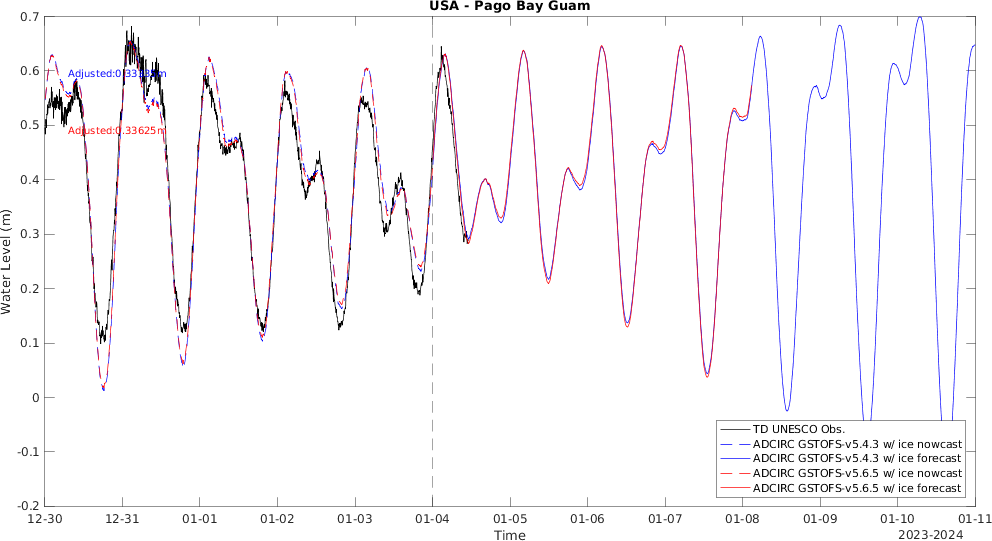 USA - Pago Bay Guam
Water Level (m)
0.7
0.6
0.5
0.4
0.3
0.2
0.1
0
-0.1
-0.2
Adjusted:0.33625m
TD UNESCO Obs.
ADCIRC GSTOFS-v5.4.3 w/ ice nowcast
ADCIRC GSTOFS-v5.4.3 w/ ice forecast
ADCIRC GSTOFS-v5.6.5 w/ ice nowcast
ADCIRC GSTOFS-v5.6.5 w/ ice forecast
12-30 12-31 01-01 01-02 01-03 01-04 01-05 01-06 01-07 01-08 01-09 01-10 01-11
Time
2023-2024